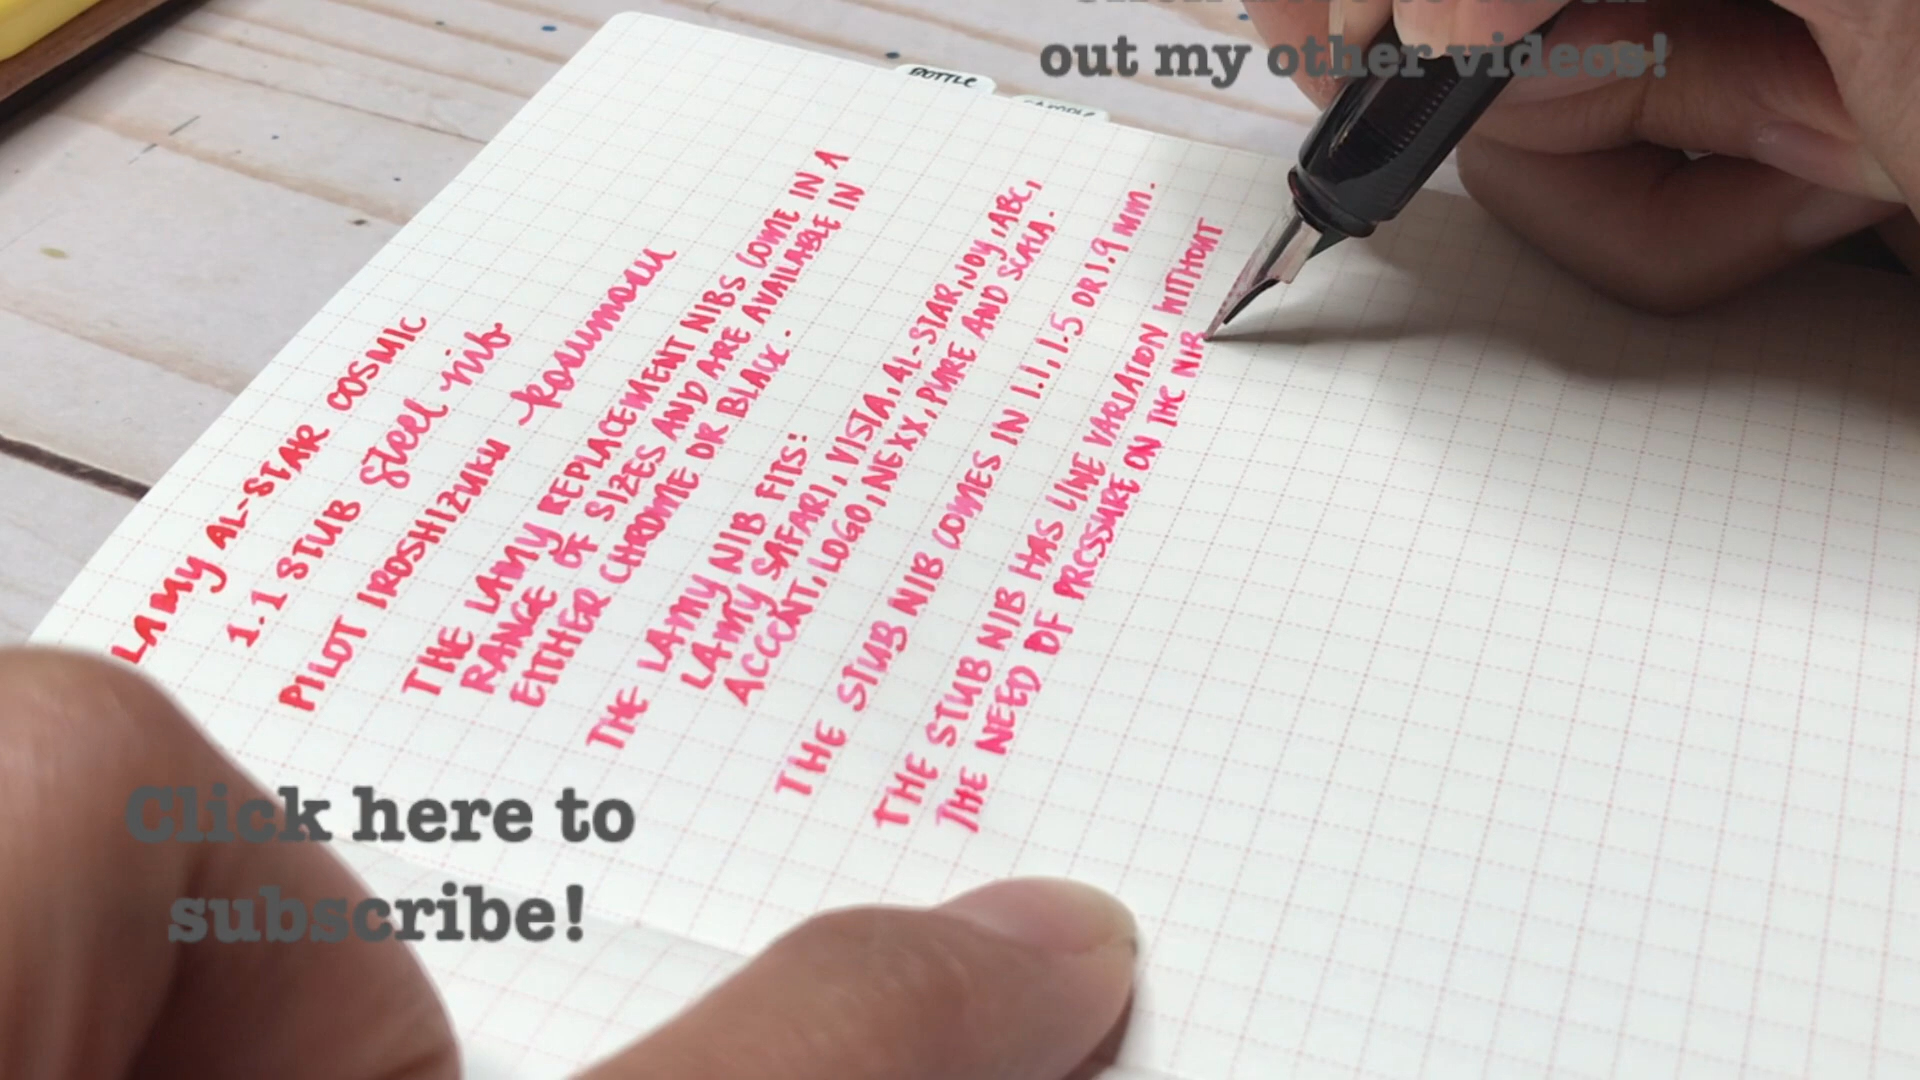 out my other videos!
BOTTLE
SAMPLE
LAMY AL-STAR COSMIC
1.1 STUB steel nib
PILOT IROSHIZUKU kosumosu
THE LAMY REPLACEMENT NIBS COME IN A
RANGE OF SIZES AND ARE AVAILABLE IN
EITHER CHROME OR BLACK.
THE LAMY NIB FITS:
LAMY SAFARI, VISTA, AL-STAR, JOY, ABC,
ACCENT, LOGO, NEXX, PURE AND SCALA.
THE STUB NIB COMES IN 1.1, 1.5 OR 1.9 MM.
THE STUB NIB HAS LINE VARIATION WITHOUT
THE NEED OF PRESSURE ON THE NIB
Click here to
subscribe!